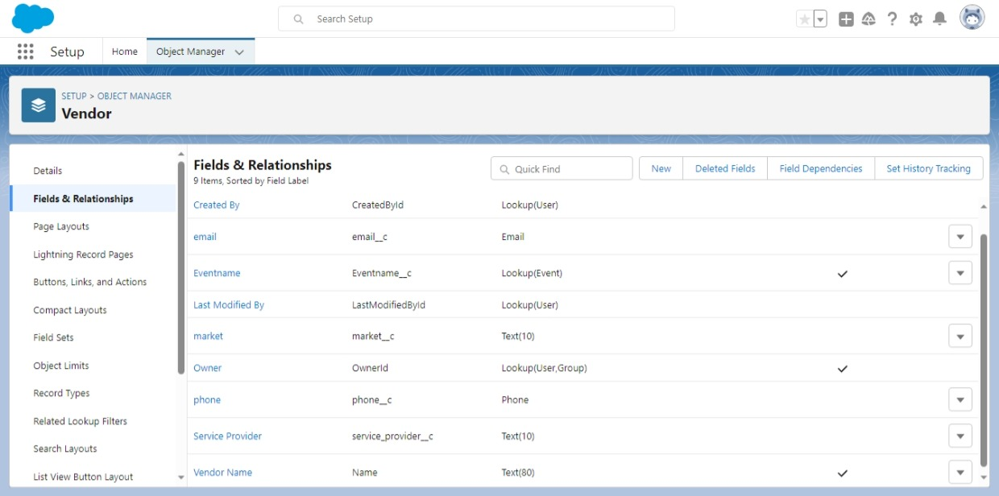 Search Setup
Setup Home Object Manager
SETUP > OBJECT MANAGER
Vendor
Details
Fields & Relationships
Page Layouts
Lightning Record Pages
Buttons, Links, and Actions
Compact Layouts
Field Sets
Object Limits
Record Types
Related Lookup Filters
Search Layouts
List View Button Layout
Fields & Relationships
9 Items, Sorted by Field Label
Quick Find New Deleted Fields Field Dependencies Set History Tracking
Created By CreatedById Lookup(User)
email email__c Email
Eventname Eventname__c Lookup(Event)
Last Modified By LastModifiedById Lookup(User)
market market__c Text(10)
Owner OwnerId Lookup(User,Group)
phone phone__c Phone
Service Provider service_provider__c Text(10)
Vendor Name Name Text(80)